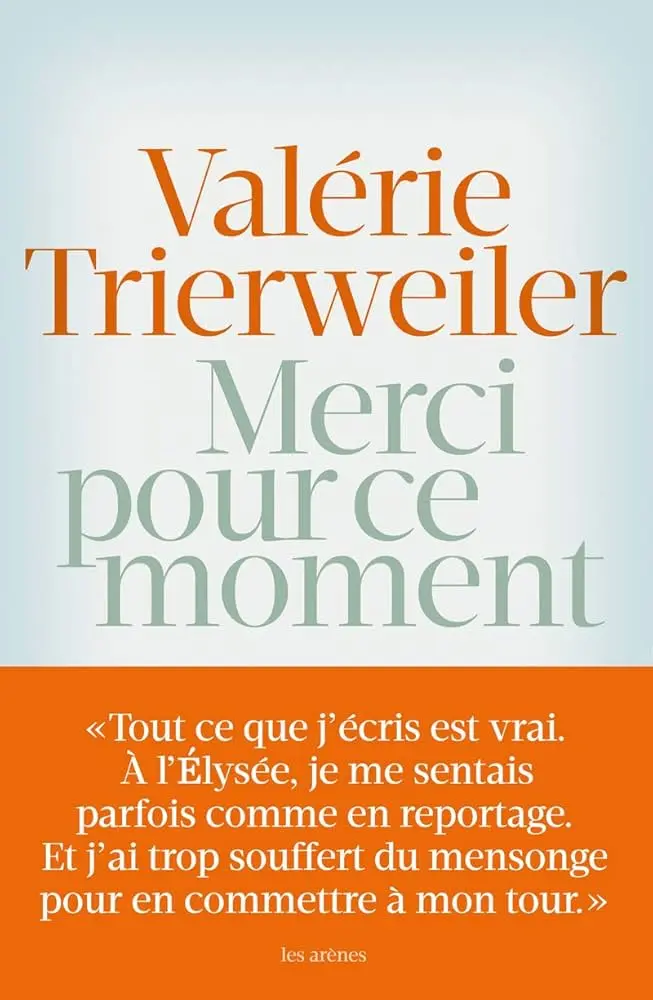 Valérie
Trierweiler
Merci
pour ce
moment
« Tout ce que j’écris est vrai.
À l’Élysée, je me sentais
parfois comme en reportage.
Et j’ai trop souffert du mensonge
pour en commettre à mon tour. »
les arènes